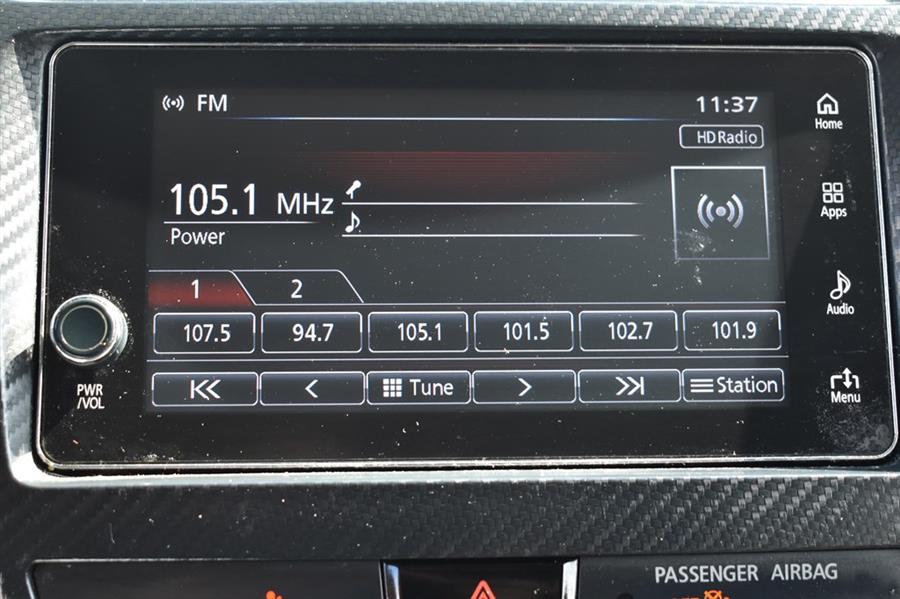 FM
11:37
HD Radio
Home
105.1 MHz
Power
Apps
1 2
107.5 94.7 105.1 101.5 102.7 101.9
Audio
Tune
Station
PWR
/VOL
Menu
PASSENGER AIRBAG